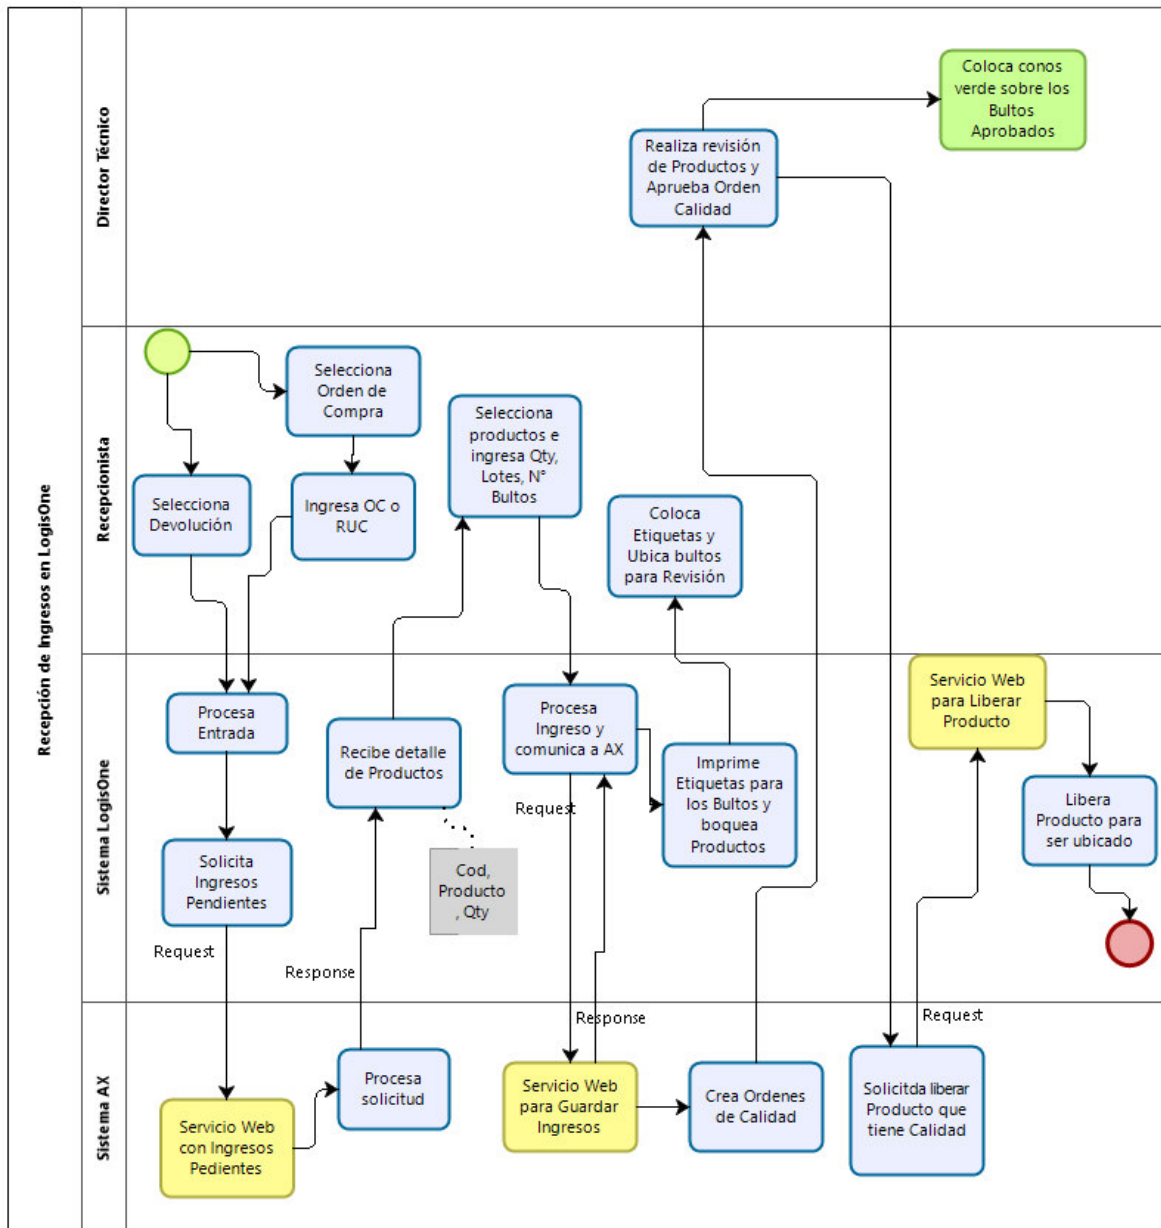 Recepción de Ingresos en LogisOne
Director Técnico
Coloca conos
verde sobre los
Bultos
Aprobados
Realiza revisión
de Productos y
Aprueba Orden
Calidad
Recepcionista
Selecciona
Orden de
Compra
Selecciona
Devolución
Ingresa OC o
RUC
Selecciona
productos e
ingresa Qty,
Lotes, N°
Bultos
Coloca
Etiquetas y
Ubica bultos
para Revisión
Sistema LogisOne
Procesa
Entrada
Solicita
Ingresos
Pendientes
Request
Recibe detalle
de Productos
Cod,
Producto
, Qty
Response
Procesa
Ingreso y
comunica a AX
Request
Imprime
Etiquetas para
los Bultos y
boquea
Productos
Servicio Web
para Liberar
Producto
Libera
Producto para
ser ubicado
Sistema AX
Servicio Web
con Ingresos
Pedientes
Procesa
solicitud
Response
Servicio Web
para Guardar
Ingresos
Crea Ordenes
de Calidad
Request
Solicitda liberar
Producto que
tiene Calidad